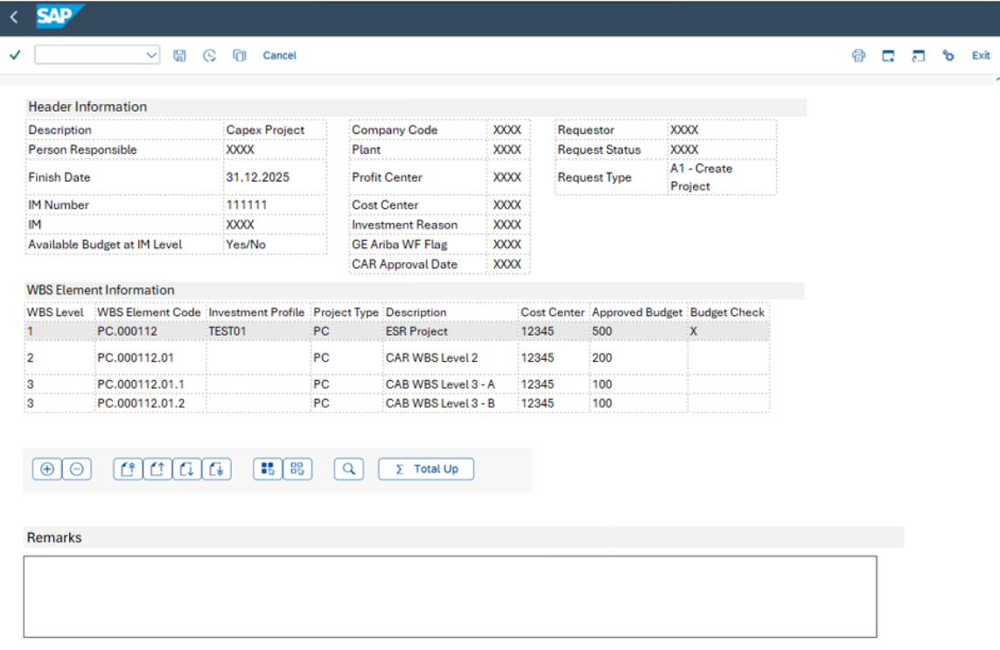 SAP
Cancel
Exit
Header Information
Description Capex Project
Person Responsible XXXX
Finish Date 31.12.2025
IM Number 111111
IM XXXX
Available Budget at IM Level Yes/No
Company Code XXXX
Plant XXXX
Profit Center XXXX
Cost Center XXXX
Investment Reason XXXX
GE Ariba WF Flag XXXX
CAR Approval Date XXXX
Requestor XXXX
Request Status XXXX
Request Type A1 - Create
Project
WBS Element Information
WBS Level WBS Element Code Investment Profile Project Type Description Cost Center Approved Budget Budget Check
1 PC.000112 TEST01 PC ESR Project 12345 500 X
2 PC.000112.01 PC CAR WBS Level 2 12345 200
3 PC.000112.01.1 PC CAB WBS Level 3 - A 12345 100
3 PC.000112.01.2 PC CAB WBS Level 3 - B 12345 100
Σ Total Up
Remarks